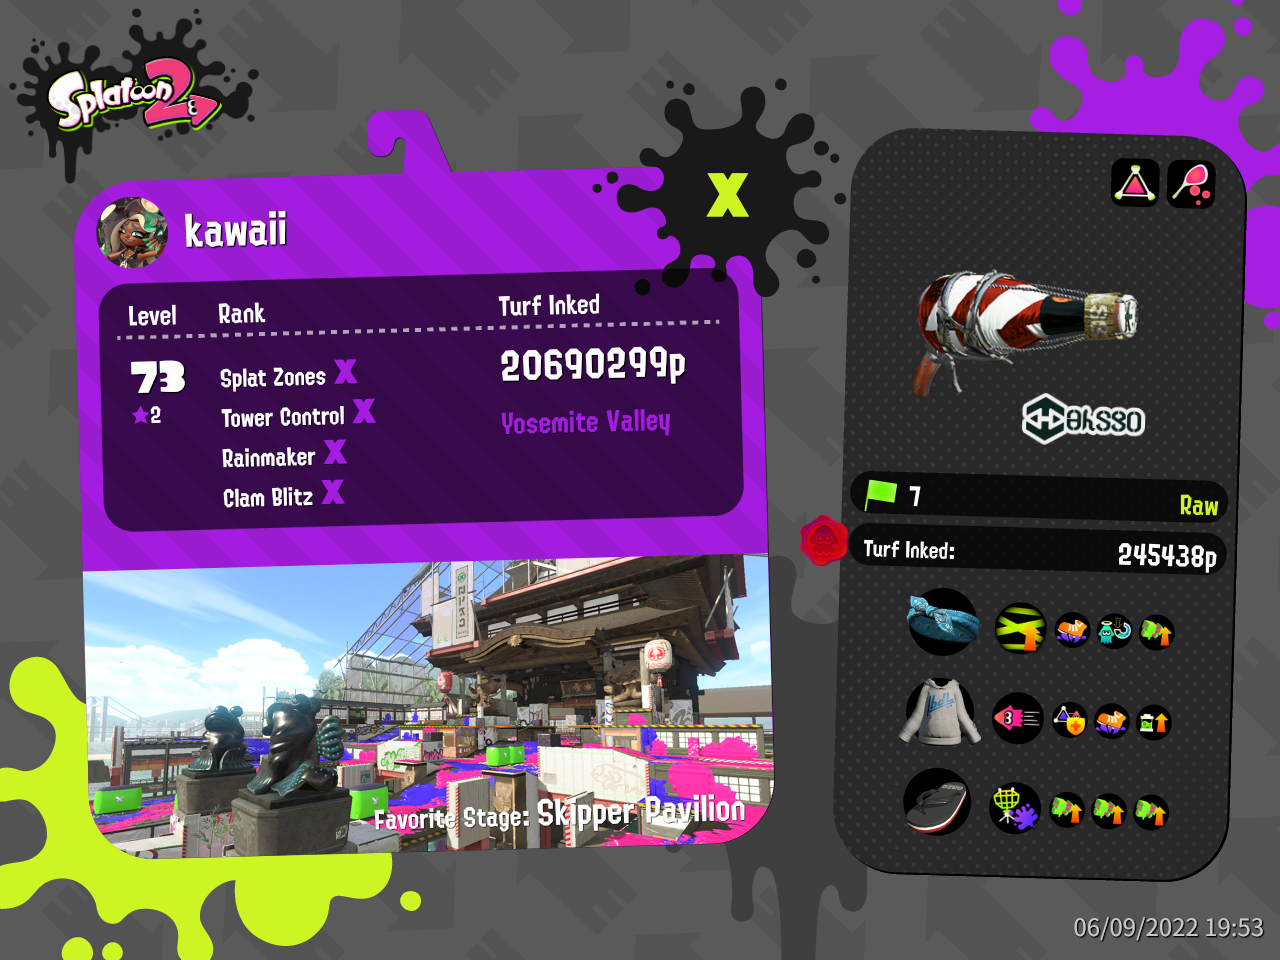 Splatoon 2
kawaii
X
Level
Rank
Turf Inked
73
2
Splat Zones X
Tower Control X
Rainmaker X
Clam Blitz X
20690299p
Yosemite Valley
Favorite Stage: Skipper Pavilion
7
Raw
Turf Inked:
245438p
3
06/09/2022 19:53